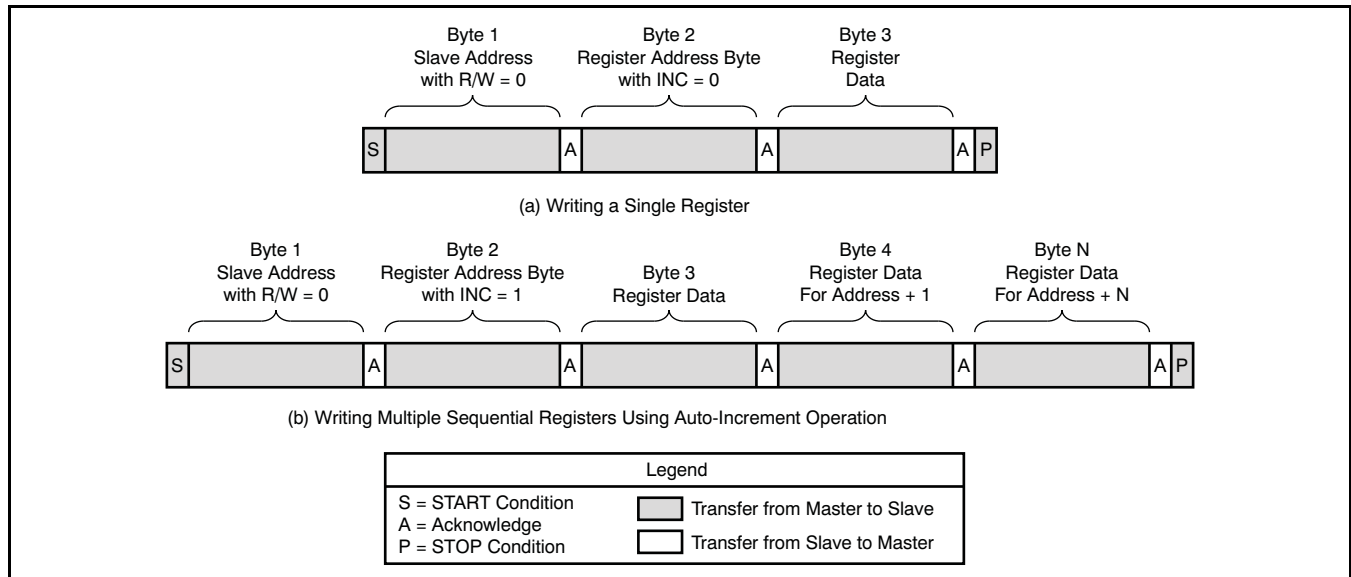 Byte 1
Slave Address
with R/W = 0
Byte 2
Register Address Byte
with INC = 0
Byte 3
Register
Data
S
A
A
A
P
(a) Writing a Single Register
Byte 1
Slave Address
with R/W = 0
Byte 2
Register Address Byte
with INC = 1
Byte 3
Register Data
Byte 4
Register Data
For Address + 1
Byte N
Register Data
For Address + N
S
A
A
A
A
A
P
(b) Writing Multiple Sequential Registers Using Auto-Increment Operation
Legend
S = START Condition
A = Acknowledge
P = STOP Condition
Transfer from Master to Slave
Transfer from Slave to Master